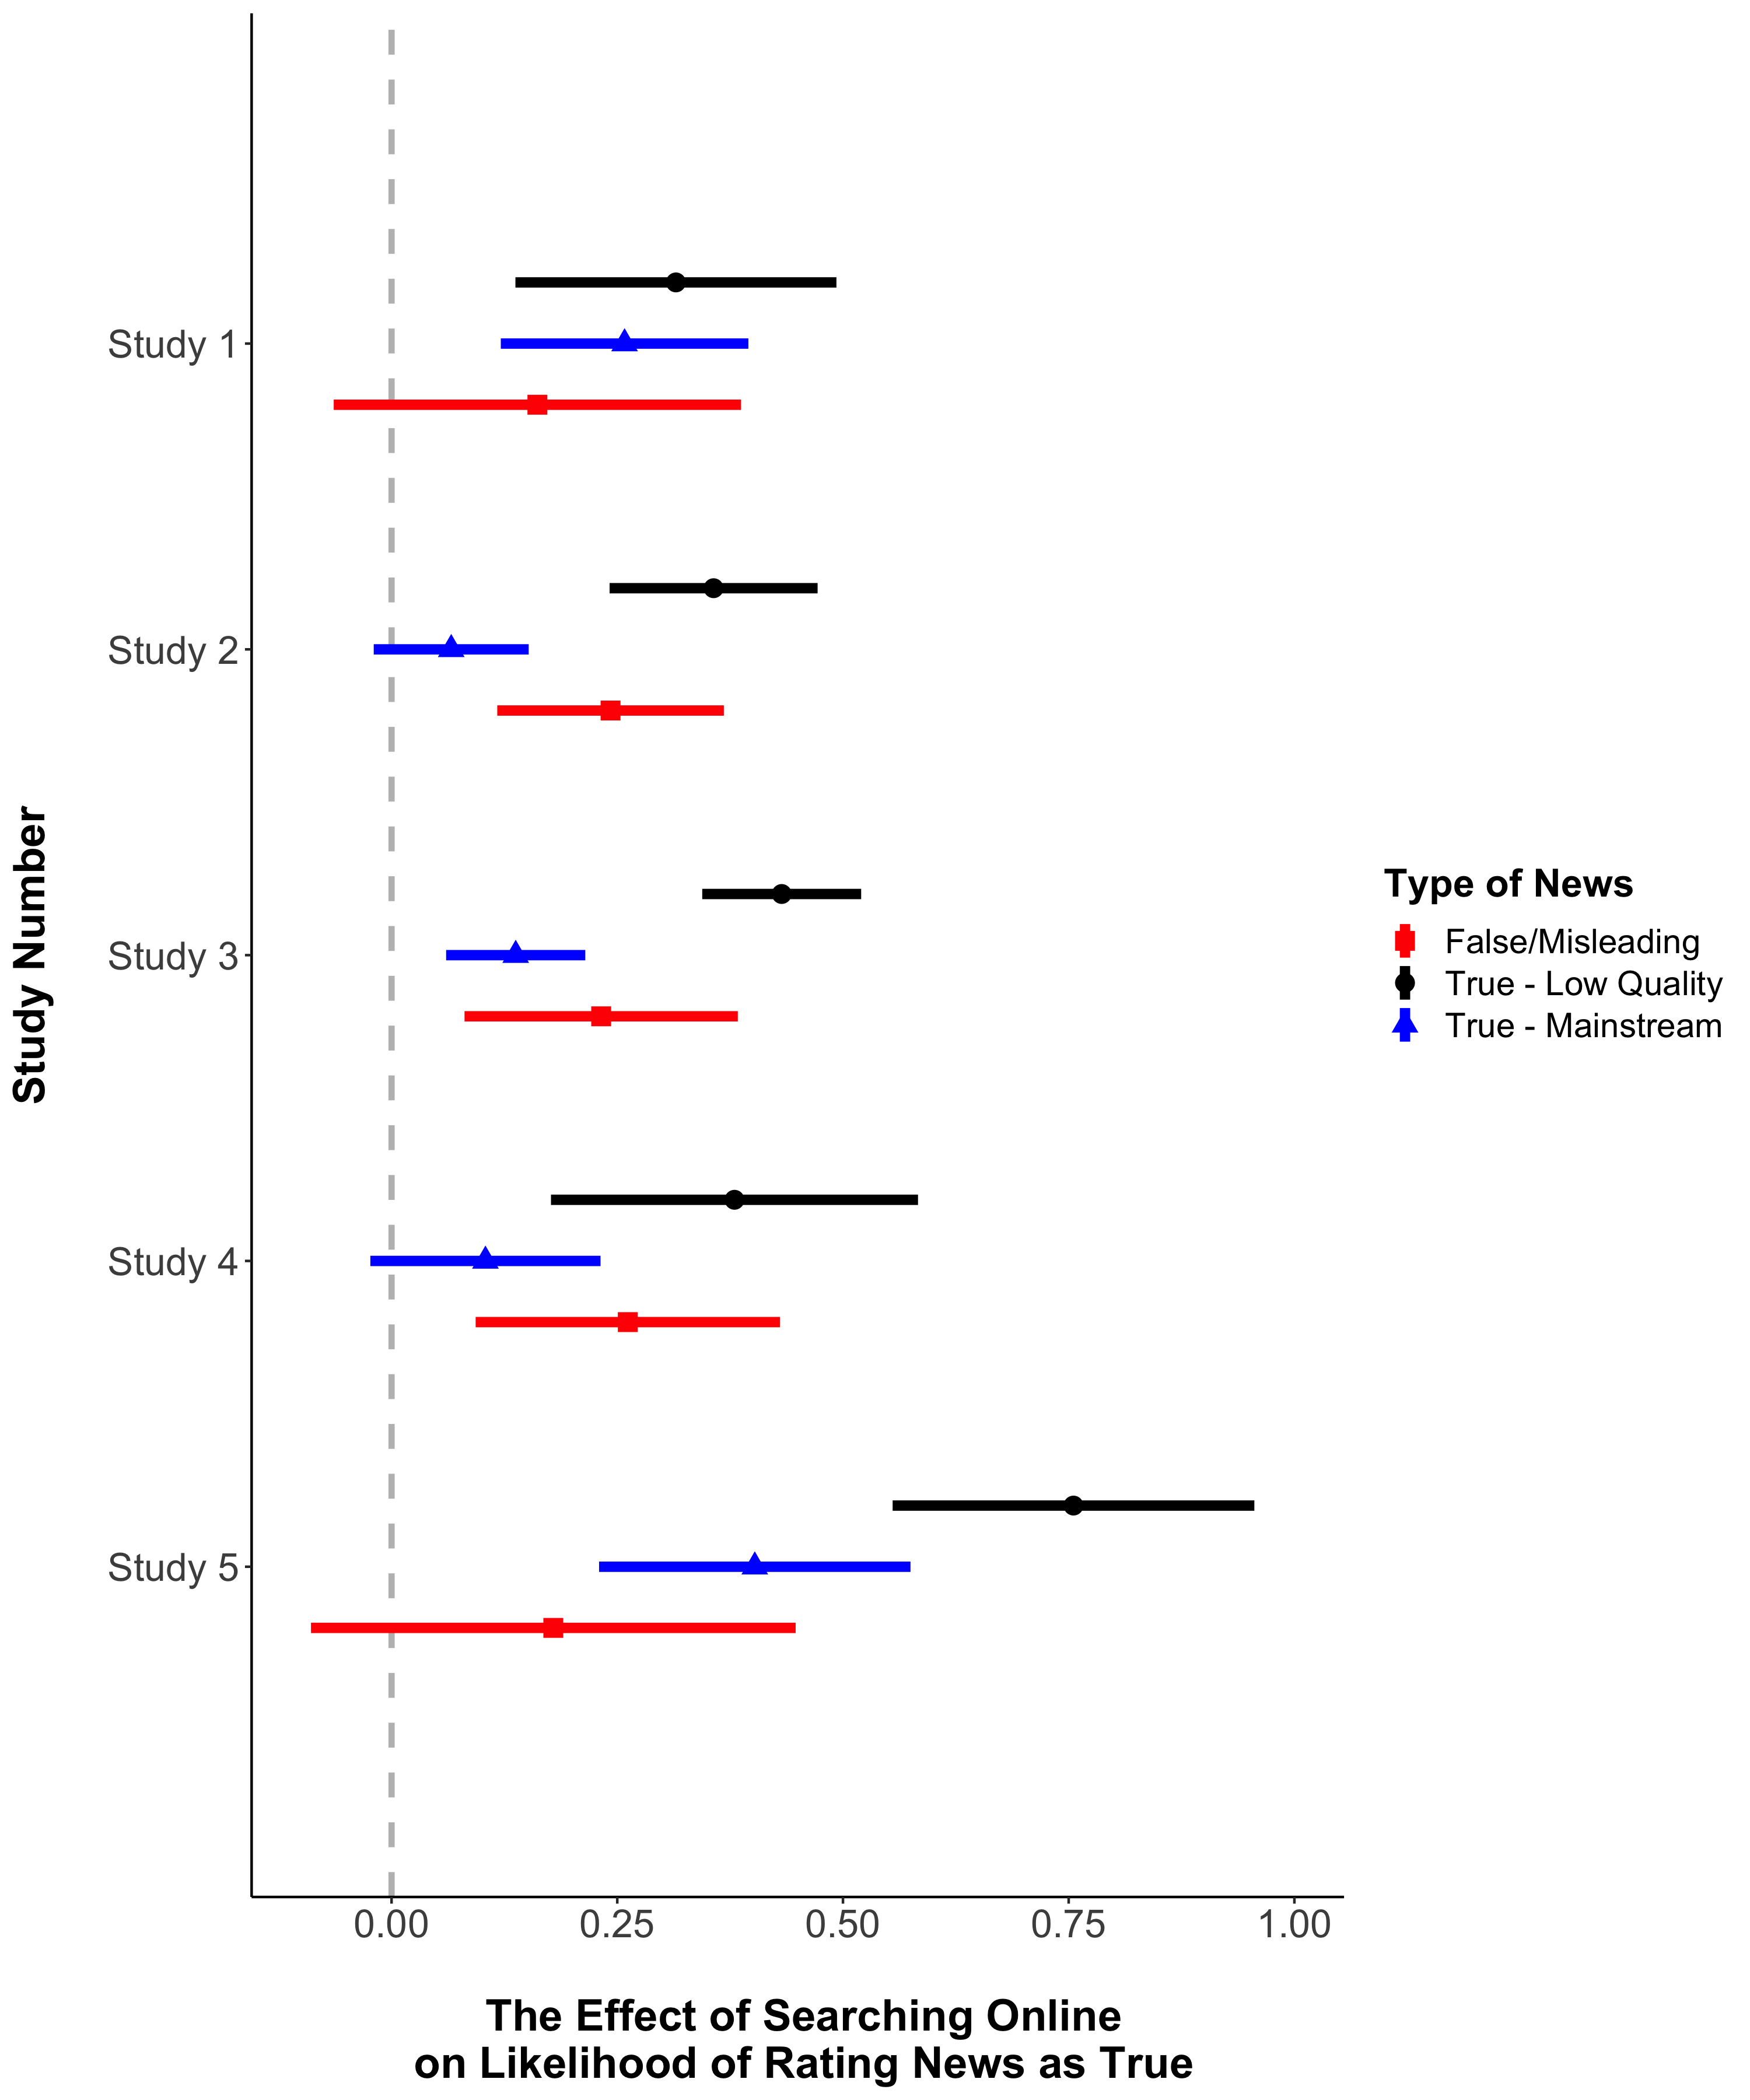 Study Number
Study 1
Study 2
Study 3
Study 4
Study 5
0.00 0.25 0.50 0.75 1.00
The Effect of Searching Online
on Likelihood of Rating News as True
Type of News
False/Misleading
True - Low Quality
True - Mainstream